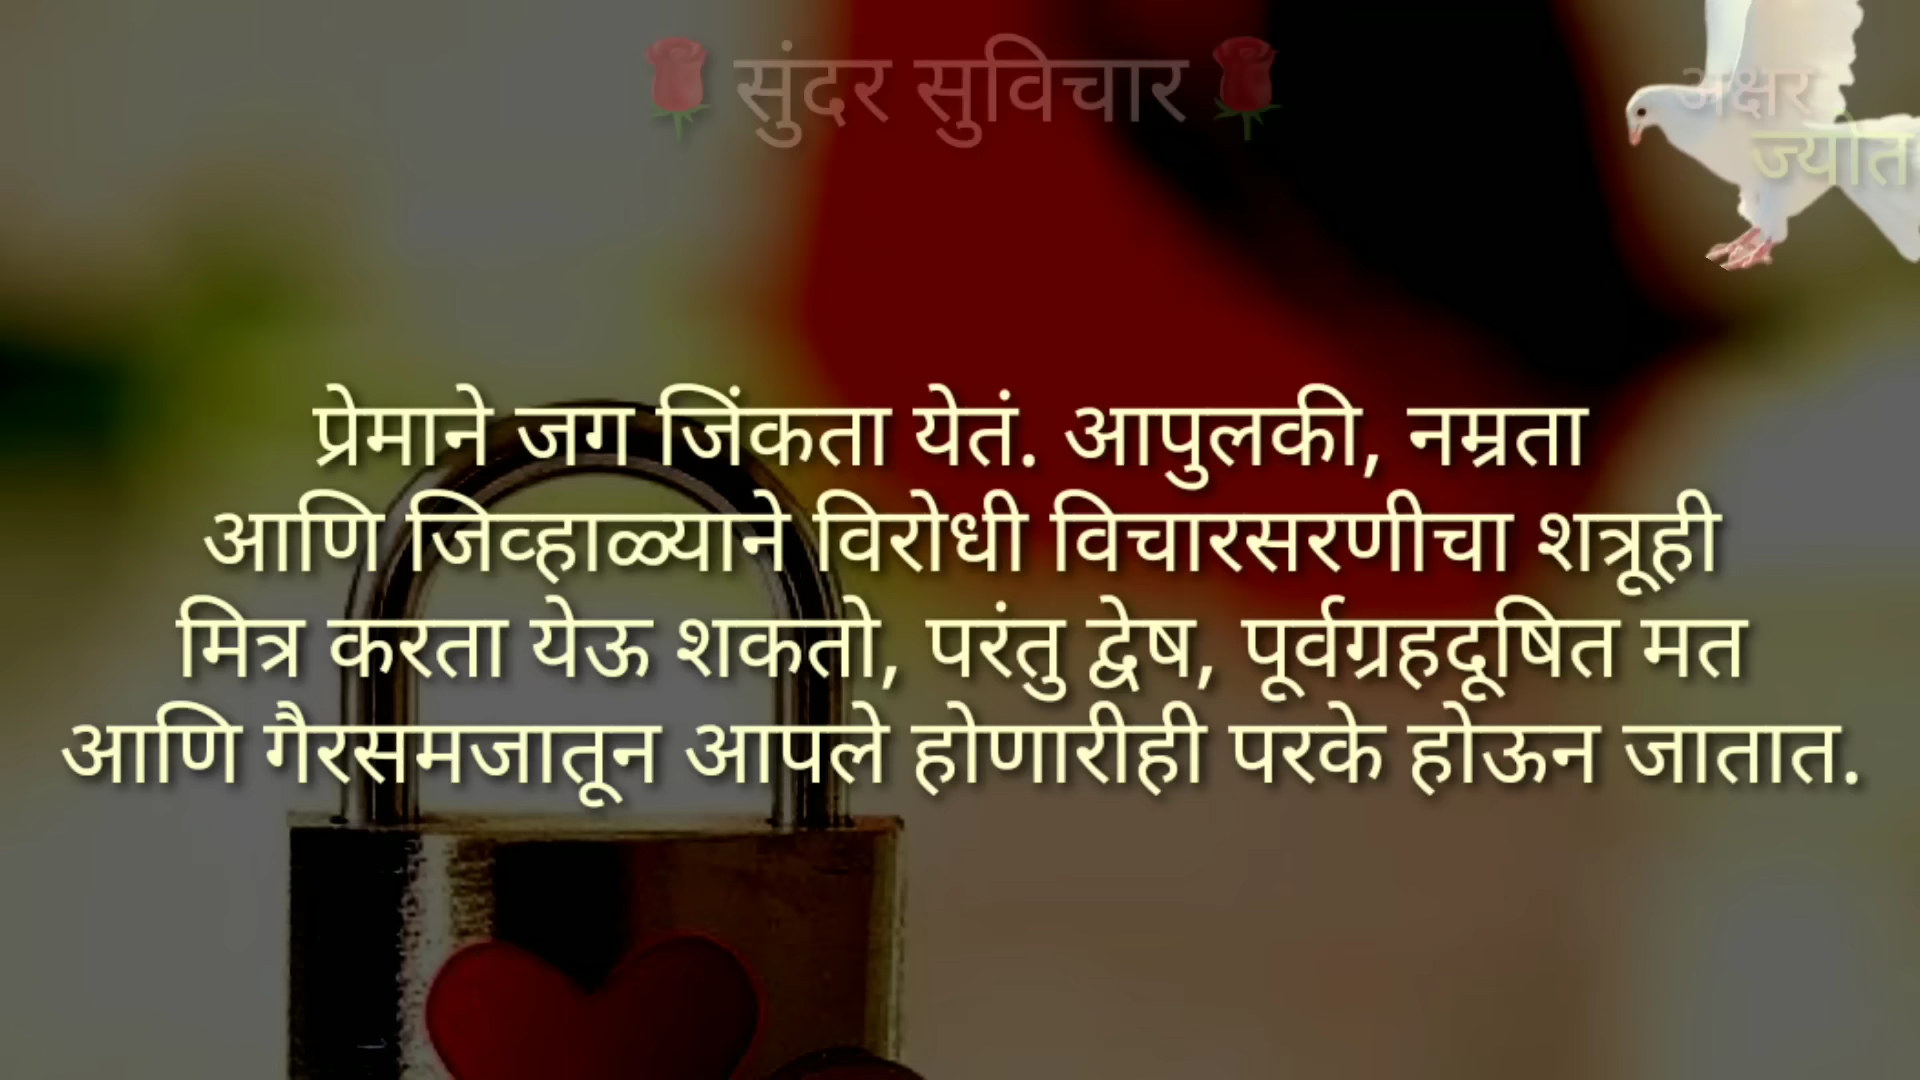 🌹सुंदर सुविचार🌹
अक्षर
ज्योत
प्रेमाने जग जिंकता येतं. आपुलकी, नम्रता
आणि जिव्हाळ्याने विरोधी विचारसरणीचा शत्रूही
मित्र करता येऊ शकतो, परंतु द्वेष, पूर्वग्रहदूषित मत
आणि गैरसमजातून आपले होणारीही परके होऊन जातात.